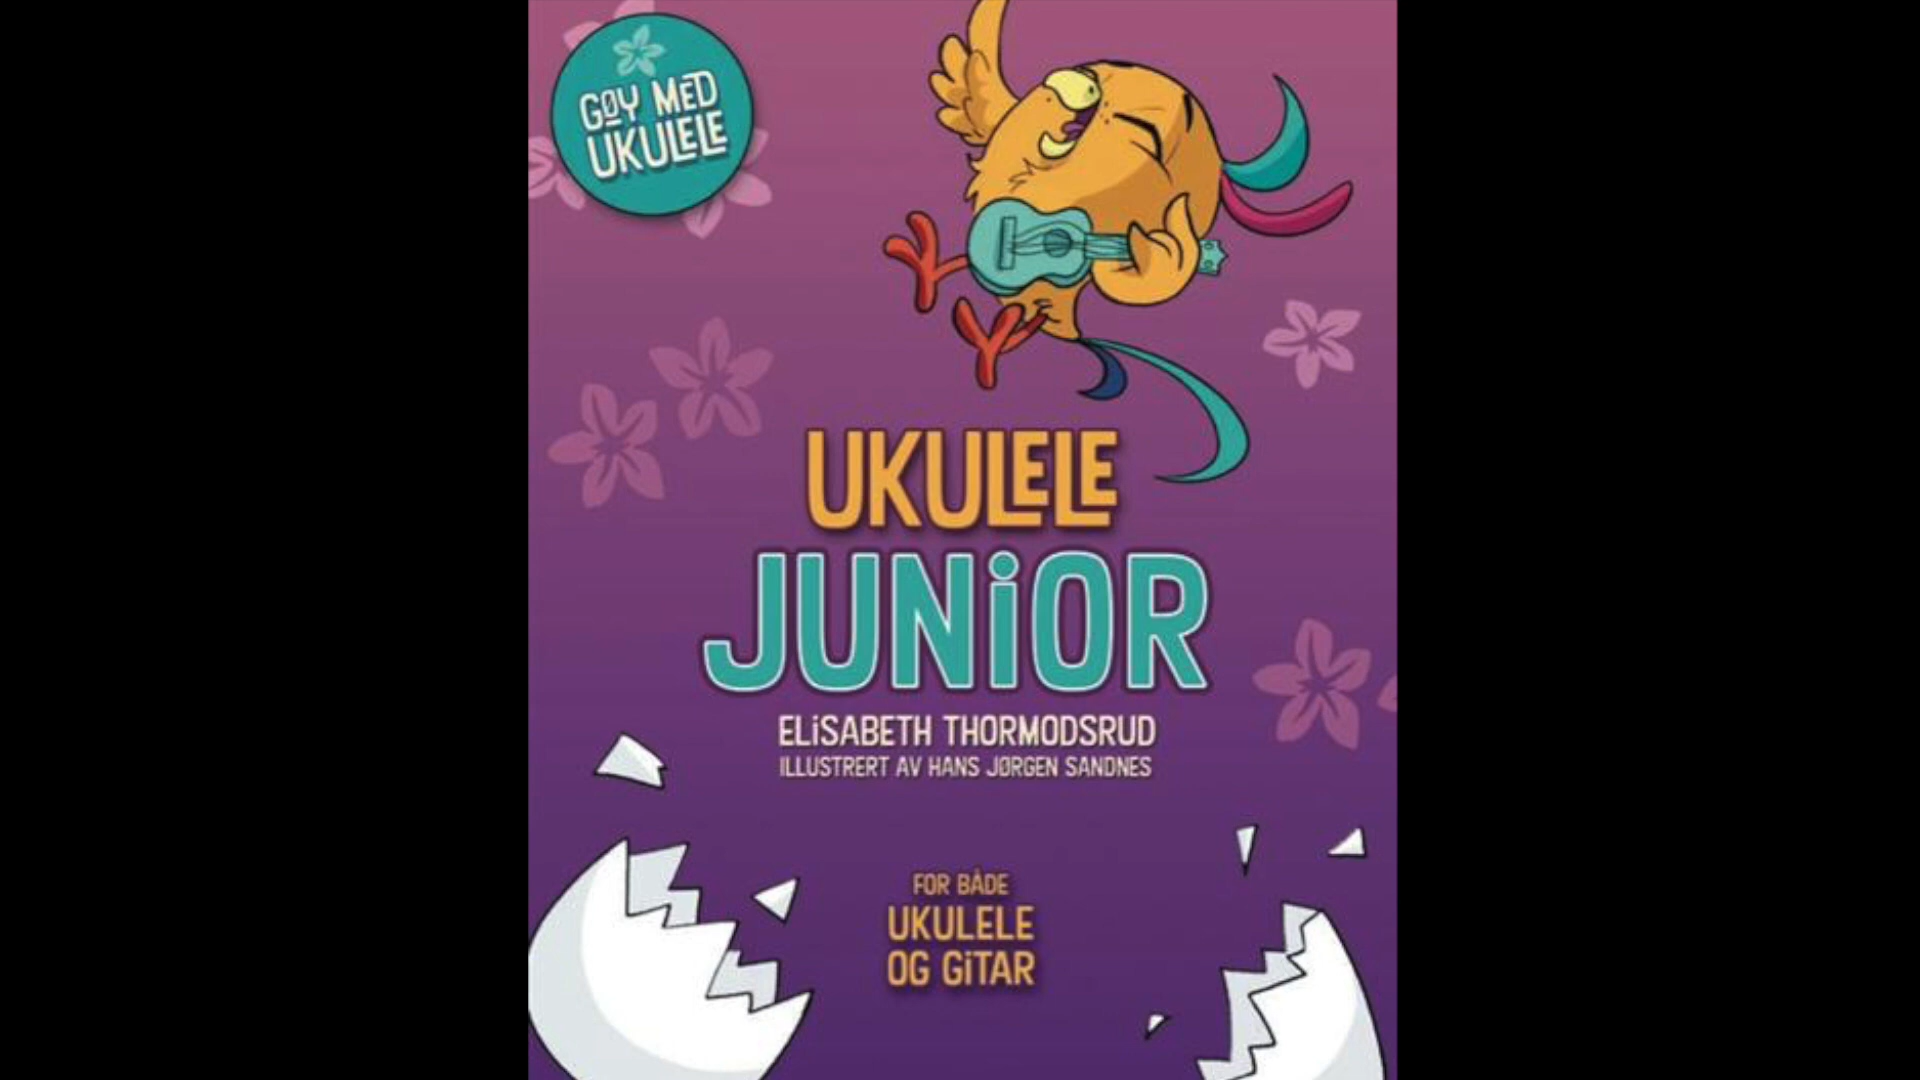 GØY MED
UKULELE
UKULELE
JUNiOR
ELiSABETH THORMODSRUD
ILLUSTRERT AV HANS JØRGEN SANDNES
FOR BÅDE
UKULELE
OG GiTAR